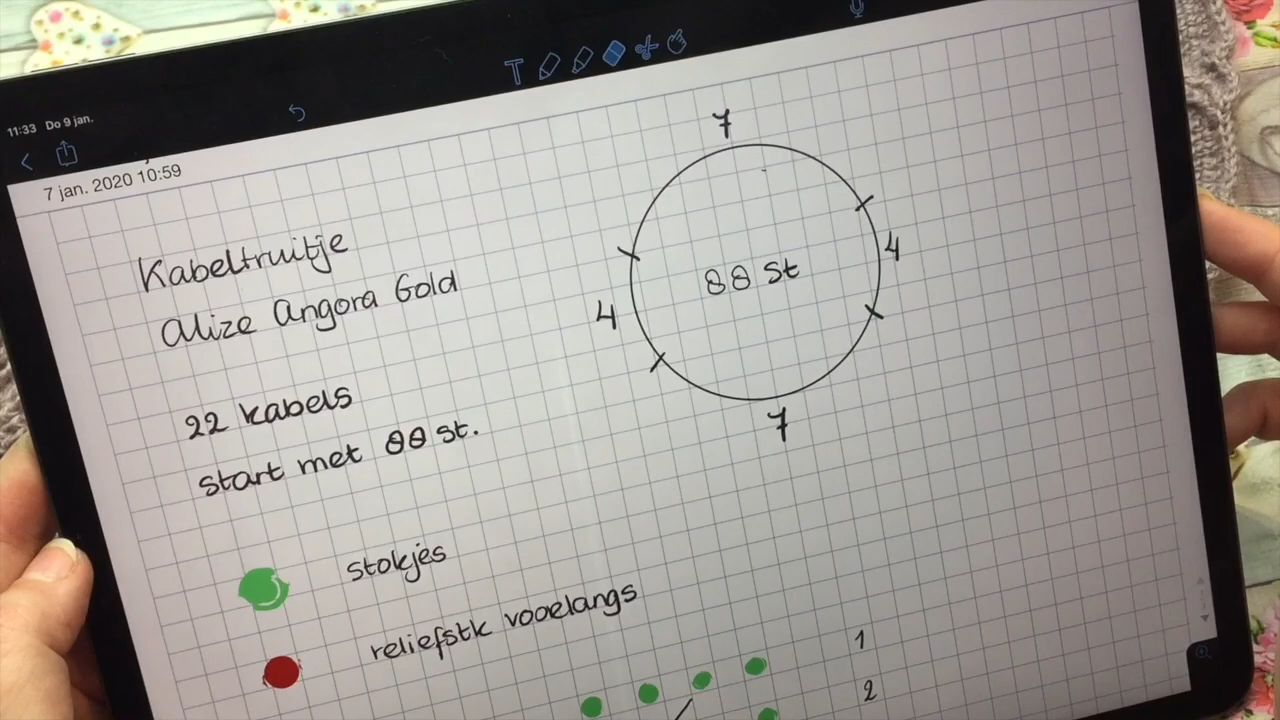 11:33 Do 9 jan.
7 jan. 2020 10:59
Kabeltruitje
Alize Angora Gold
22 kabels
start met 88 st.
7
4
88 St
4
7
stokjes
reliefstk voorlangs
1
2